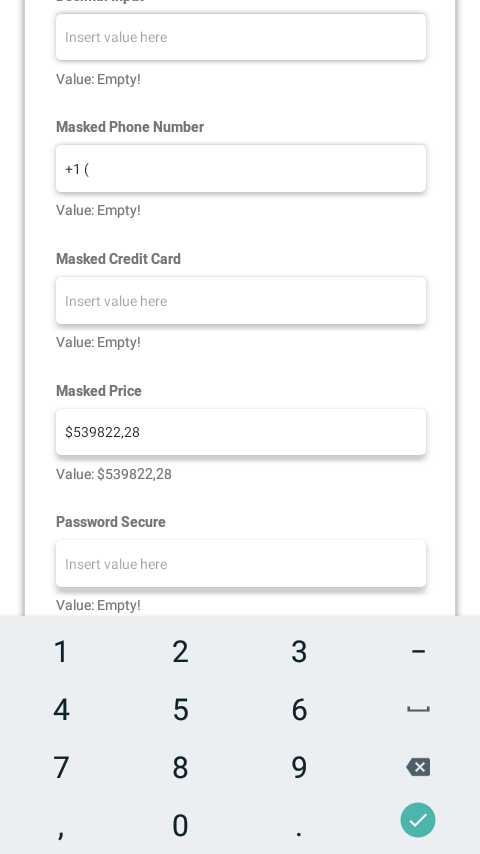 Decimal Input
Insert value here
Value: Empty!
Masked Phone Number
+1 (
Value: Empty!
Masked Credit Card
Insert value here
Value: Empty!
Masked Price
$539822,28
Value: $539822,28
Password Secure
Insert value here
Value: Empty!
1 2 3 -
4 5 6
7 8 9
, 0 .